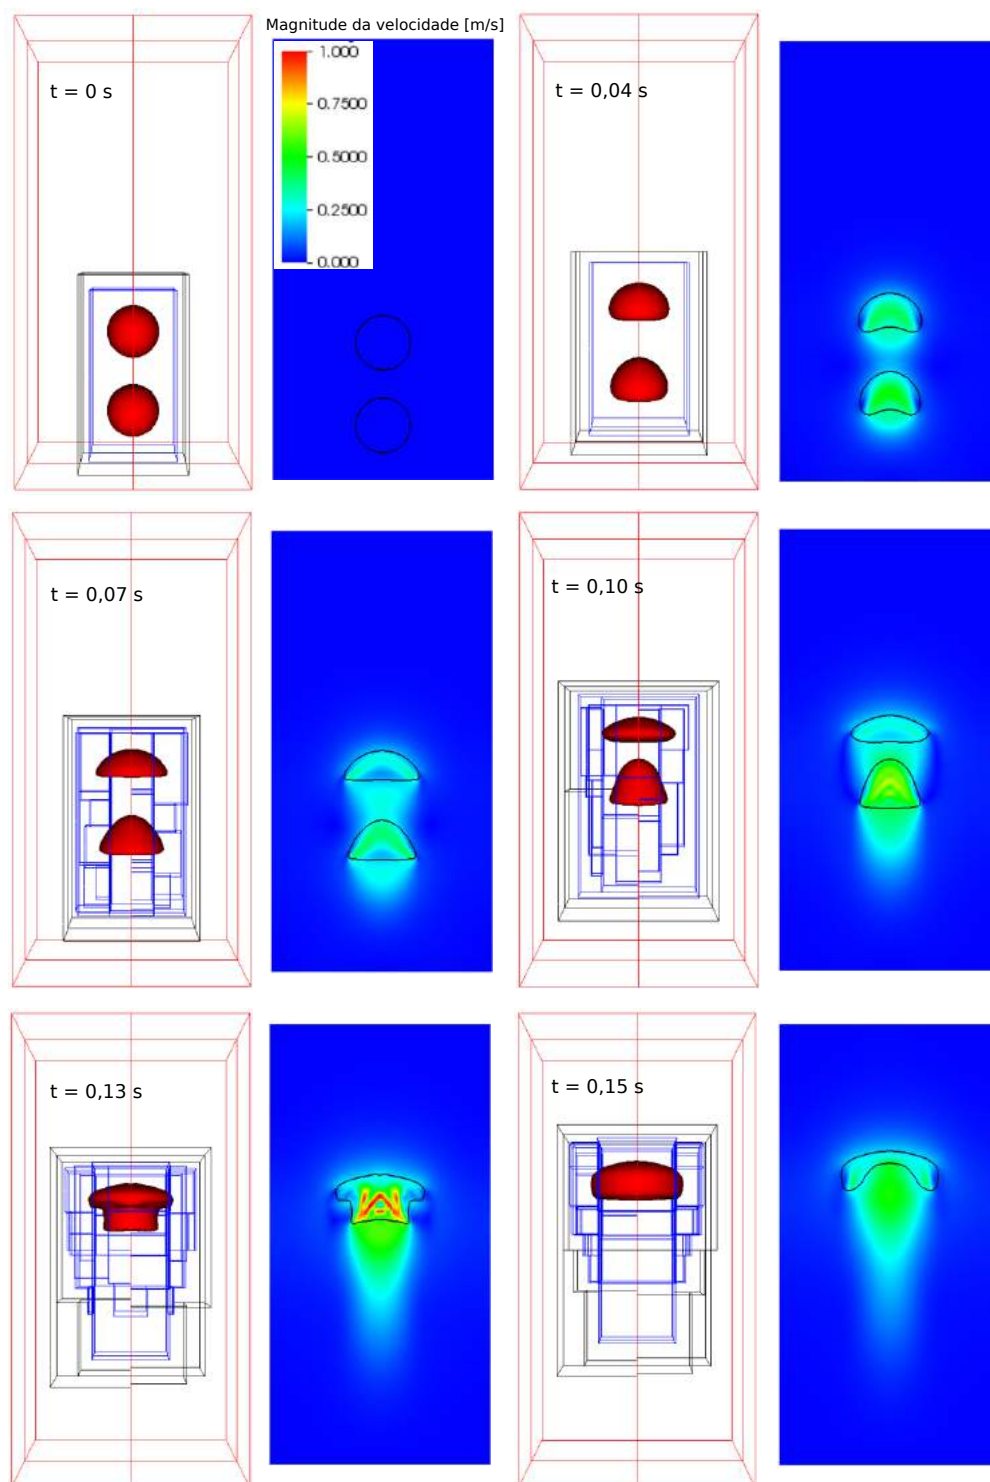 Magnitude da velocidade [m/s]
t = 0 s
1.000
0.7500
0.5000
0.2500
0.000
t = 0,04 s
t = 0,07 s
t = 0,10 s
t = 0,13 s
t = 0,15 s